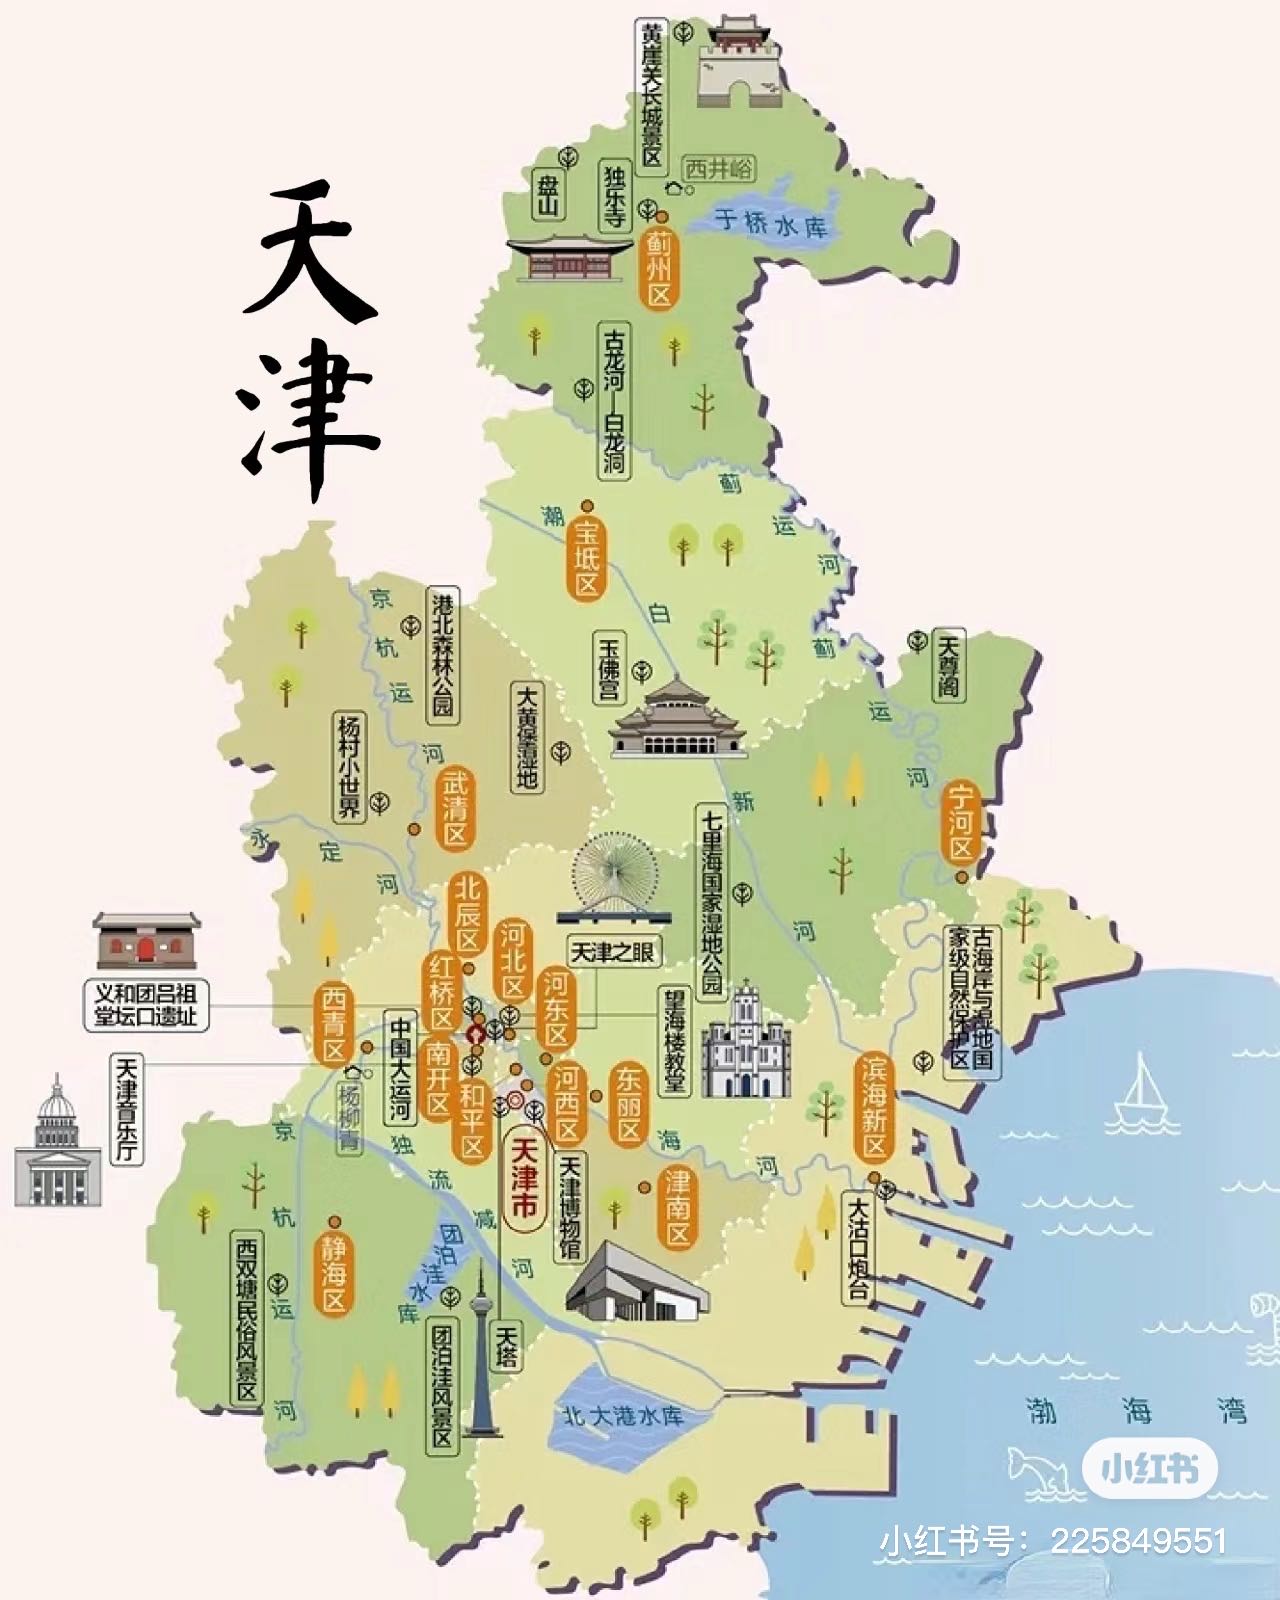 天津
黄崖关长城景区
西井峪
盘山
独乐寺
于桥水库
蓟州区
古龙河—白龙洞
蓟运河
潮白新河
宝坻区
京杭运河
港北森林公园
玉佛宫
蓟运河
天尊阁
大黄堡湿地
杨村小世界
武清区
宁河区
七里海国家湿地公园
永定河
北辰区
河北区
天津之眼
古海岸与湿地国
家级自然保护区
红桥区
河东区
西青区
义和团吕祖
堂坛口遗址
望海楼教堂
中国大运河
南开区
和平区
河西区
东丽区
滨海新区
天津音乐厅
杨柳青
天津市
天津博物馆
海河
津南区
独流减河
京杭运河
静海区
团泊洼水库
大沽口炮台
西双塘民俗风景区
团泊洼风景区
天塔
北大港水库
渤海湾
小红书
小红书号：225849551